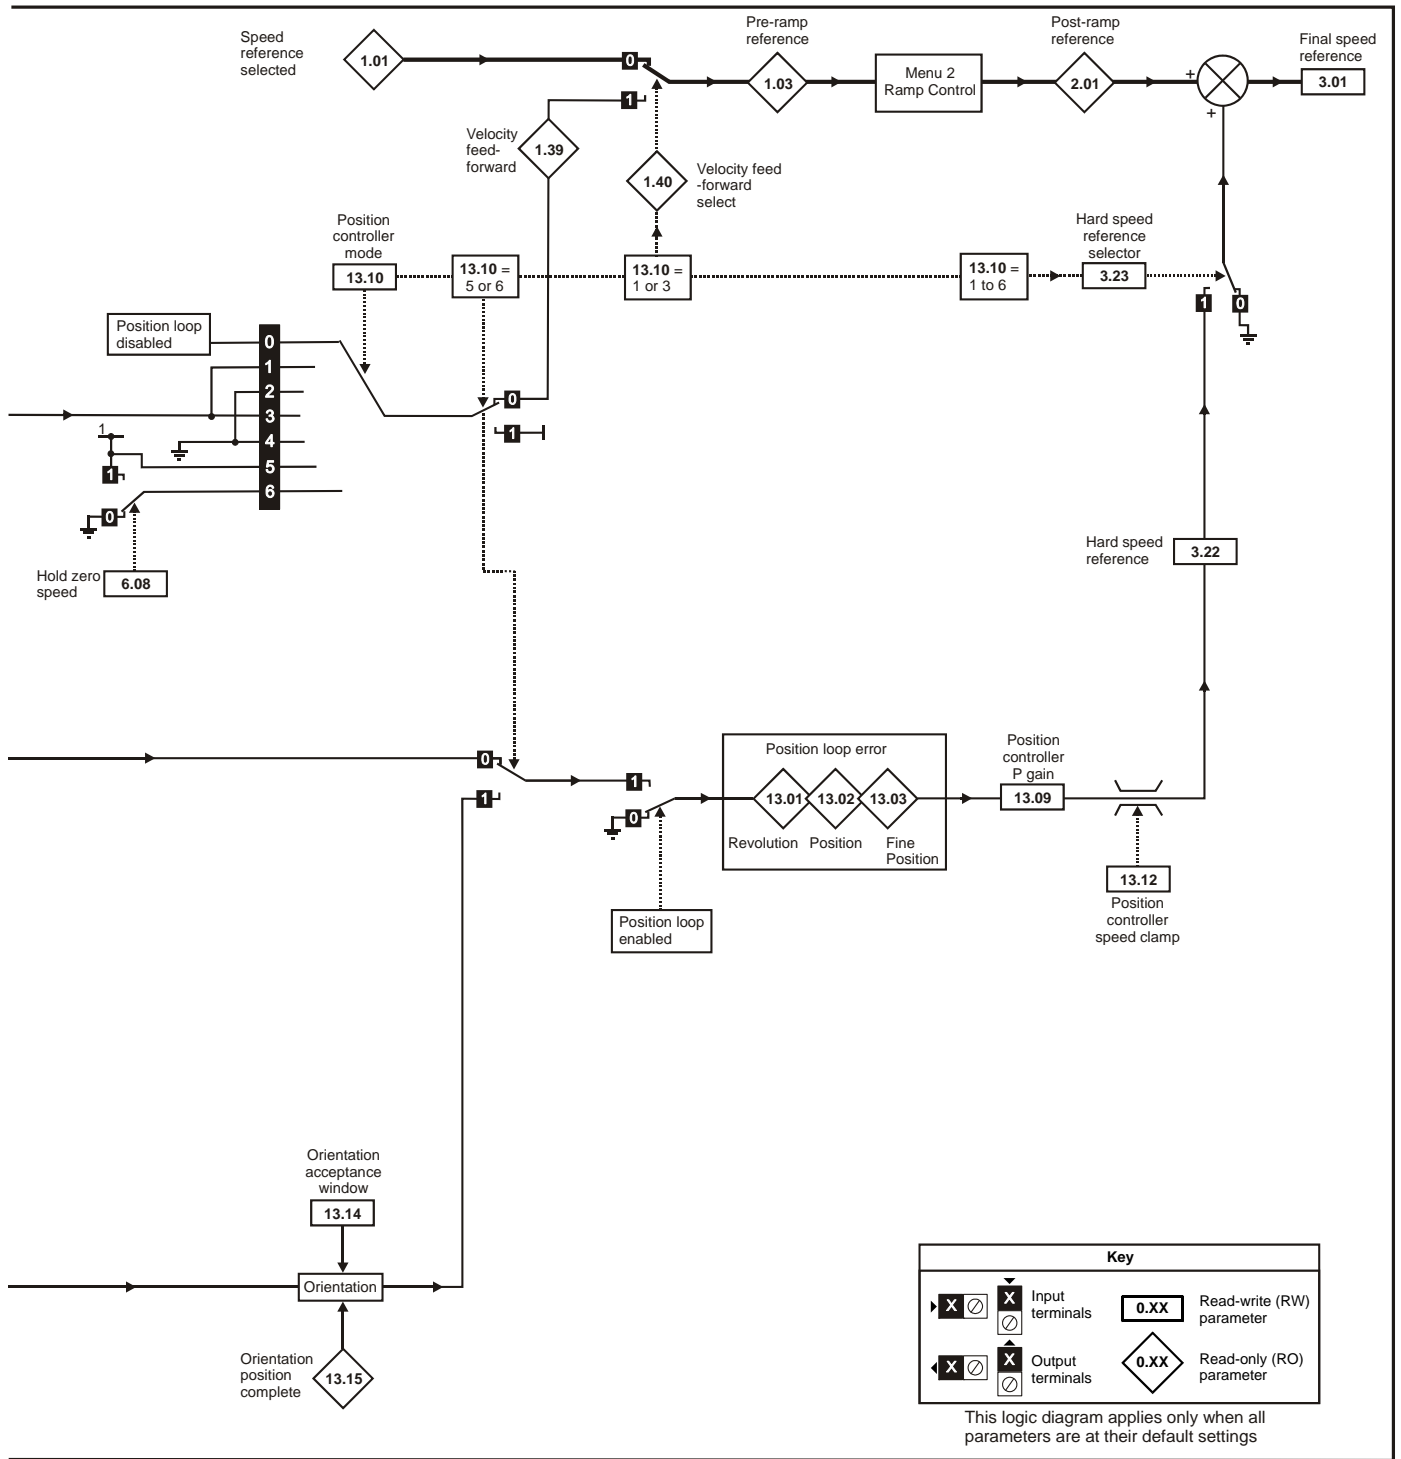 Speed
reference
selected
1.01
0
1
Pre-ramp
reference
1.03
Menu 2
Ramp Control
Post-ramp
reference
2.01
+
+
Final speed
reference
3.01
Velocity
feed-
forward
1.39
1.40
Velocity feed
-forward
select
Position
controller
mode
13.10
13.10 =
5 or 6
13.10 =
1 or 3
13.10 =
1 to 6
Hard speed
reference
selector
3.23
1
0
Position loop
disabled
0
1
2
3
4
5
6
0
1
1
1
0
Hold zero
speed
6.08
Hard speed
reference
3.22
0
1
1
0
Position loop
enabled
Position loop error
13.01
13.02
13.03
Revolution
Position
Fine
Position
Position
controller
P gain
13.09
13.12
Position
controller
speed clamp
Orientation
acceptance
window
13.14
Orientation
Orientation
position
complete
13.15
Key
X
X
Input
terminals
0.XX
Read-write (RW)
parameter
X
X
Output
terminals
0.XX
Read-only (RO)
parameter
This logic diagram applies only when all
parameters are at their default settings